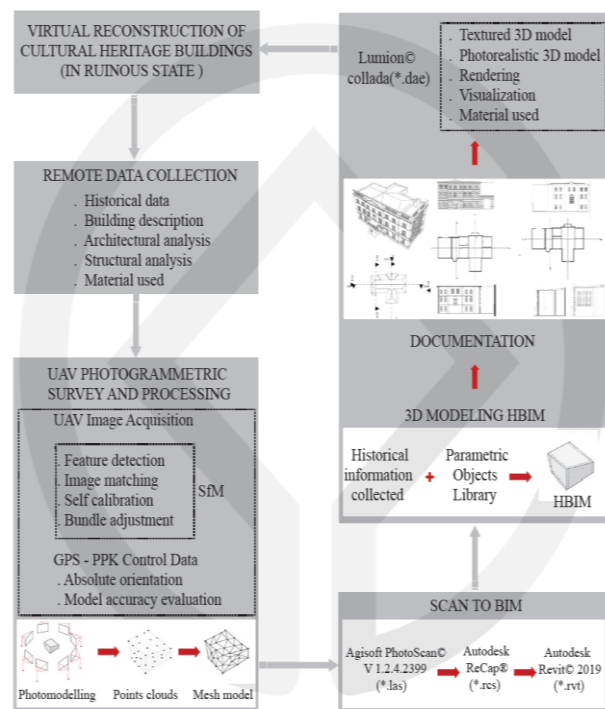 VIRTUAL RECONSTRUCTION OF
CULTURAL HERITAGE BUILDINGS
(IN RUINOUS STATE )
REMOTE DATA COLLECTION
. Historical data
. Building description
. Architectural analysis
. Structural analysis
. Material used
UAV PHOTOGRAMMETRIC
SURVEY AND PROCESSING
UAV Image Acquisition
. Feature detection
. Image matching
. Self calibration
. Bundle adjustment
SfM
GPS - PPK Control Data
. Absolute orientation
. Model accuracy evaluation
Photomodelling
Points clouds
Mesh model
SCAN TO BIM
Agisoft PhotoScan©
V 1.2.4.2399
(*.las)
Autodesk
ReCap®
(*.rcs)
Autodesk
Revit© 2019
(*.rvt)
3D MODELING HBIM
Historical
information
collected
+
Parametric
Objects
Library
HBIM
DOCUMENTATION
Lumion©
collada(*.dae)
. Textured 3D model
. Photorealistic 3D model
. Rendering
. Visualization
. Material used